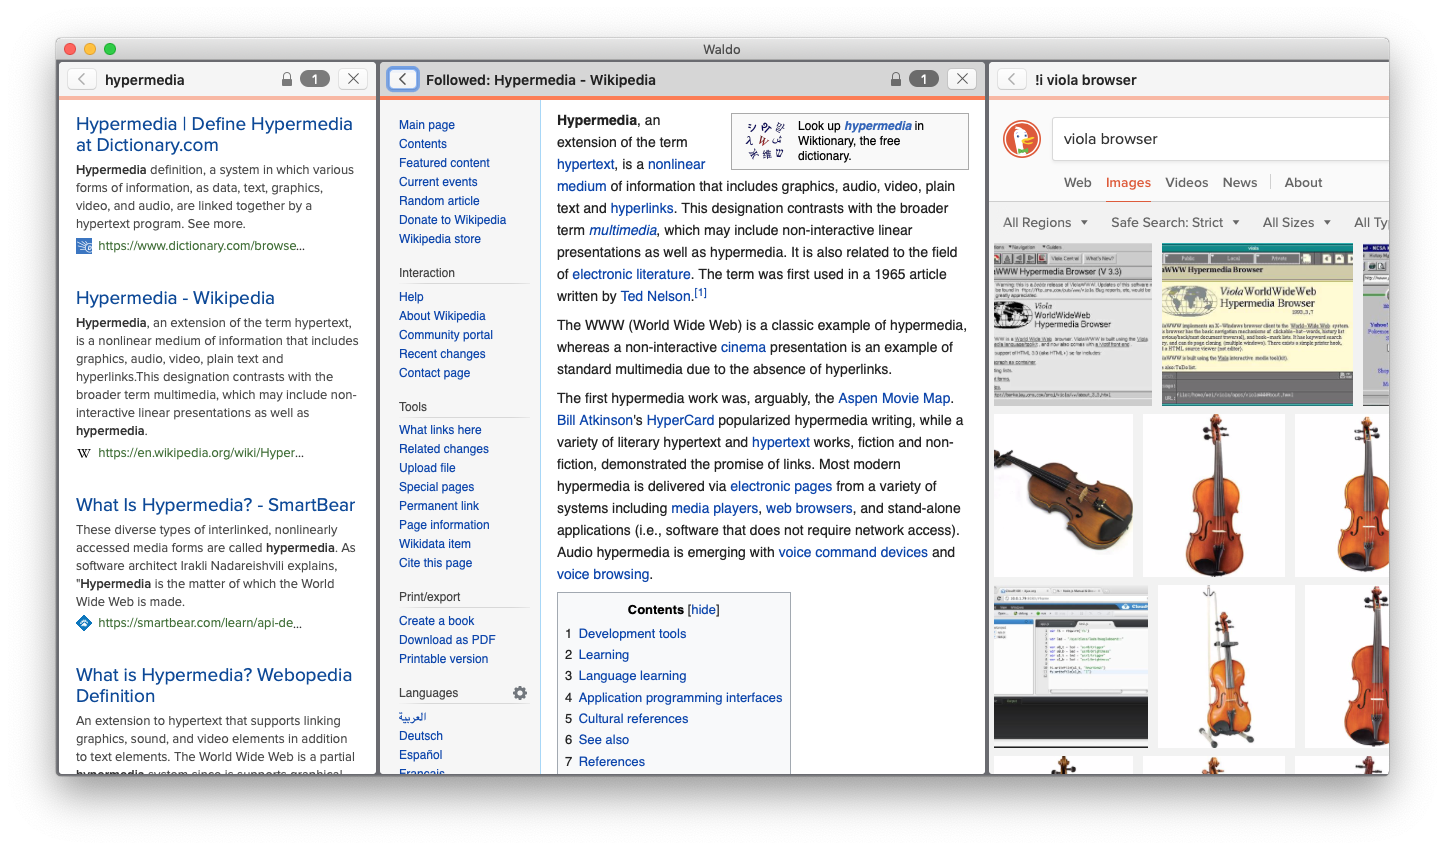 Waldo
hypermedia
1
Hypermedia | Define Hypermedia
at Dictionary.com
Hypermedia definition, a system in which various
forms of information, as data, text, graphics,
video, and audio, are linked together by a
hypertext program. See more.
https://www.dictionary.com/browse...
Hypermedia - Wikipedia
Hypermedia, an extension of the term hypertext,
is a nonlinear medium of information that includes
graphics, audio, video, plain text and
hyperlinks.This designation contrasts with the
broader term multimedia, which may include non-
interactive linear presentations as well as
hypermedia.
W https://en.wikipedia.org/wiki/Hyper...
What Is Hypermedia? - SmartBear
These diverse types of interlinked, nonlinearly
accessed media forms are called hypermedia. As
software architect Irakli Nadareishvili explains,
"Hypermedia is the matter of which the World
Wide Web is made.
https://smartbear.com/learn/api-de...
What is Hypermedia? Webopedia
Definition
An extension to hypertext that supports linking
graphics, sound, and video elements in addition
to text elements. The World Wide Web is a partial
hypermedia system since is supports graphical
Followed: Hypermedia - Wikipedia
1
Main page
Contents
Featured content
Current events
Random article
Donate to Wikipedia
Wikipedia store
Interaction
Help
About Wikipedia
Community portal
Recent changes
Contact page
Tools
What links here
Related changes
Upload file
Special pages
Permanent link
Page information
Wikidata item
Cite this page
Print/export
Create a book
Download as PDF
Printable version
Languages
العربية
Deutsch
Español
Français
Hypermedia, an
extension of the term
hypertext, is a nonlinear
medium of information that includes graphics, audio, video, plain
text and hyperlinks. This designation contrasts with the broader
term multimedia, which may include non-interactive linear
presentations as well as hypermedia. It is also related to the field
of electronic literature. The term was first used in a 1965 article
written by Ted Nelson.[1]
Look up hypermedia in
Wiktionary, the free
dictionary.
The WWW (World Wide Web) is a classic example of hypermedia,
whereas a non-interactive cinema presentation is an example of
standard multimedia due to the absence of hyperlinks.
The first hypermedia work was, arguably, the Aspen Movie Map.
Bill Atkinson's HyperCard popularized hypermedia writing, while a
variety of literary hypertext and hypertext works, fiction and non-
fiction, demonstrated the promise of links. Most modern
hypermedia is delivered via electronic pages from a variety of
systems including media players, web browsers, and stand-alone
applications (i.e., software that does not require network access).
Audio hypermedia is emerging with voice command devices and
voice browsing.
Contents [hide]
1 Development tools
2 Learning
3 Language learning
4 Application programming interfaces
5 Cultural references
6 See also
7 References
!i viola browser
viola browser
Web Images Videos News About
All Regions Safe Search: Strict All Sizes All Ty
Viola Central What's New?
aWWW Hypermedia Browser (V 3.3)
Viola
WorldWideWeb
Hypermedia Browser
viola
Public Local Private
aWWW Hypermedia Browser
Viola WorldWideWeb
Hypermedia Browser